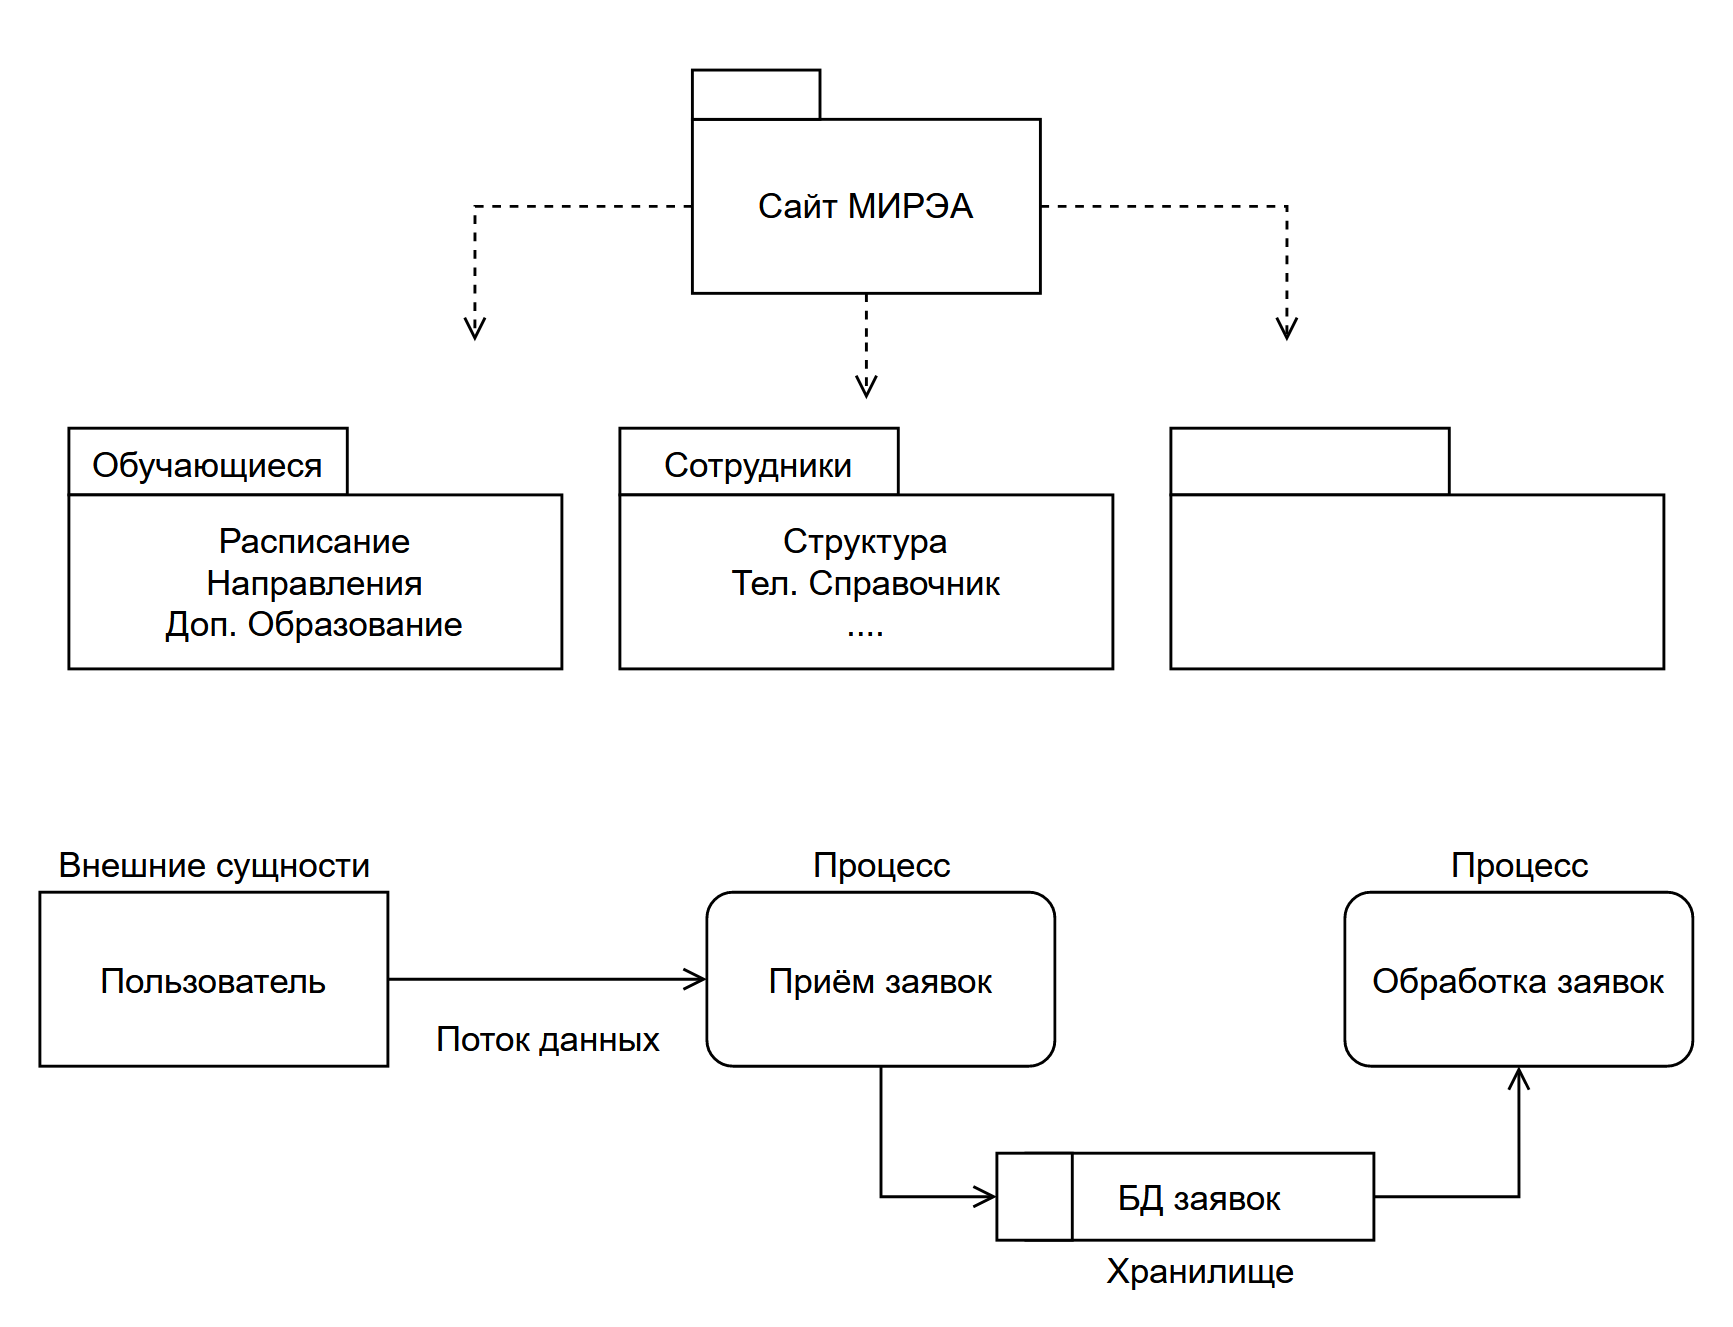 Сайт МИРЭА
Обучающиеся
Расписание
Направления
Доп. Образование
Сотрудники
Структура
Тел. Справочник
....
Внешние сущности
Пользователь
Поток данных
Процесс
Приём заявок
Процесс
Обработка заявок
БД заявок
Хранилище